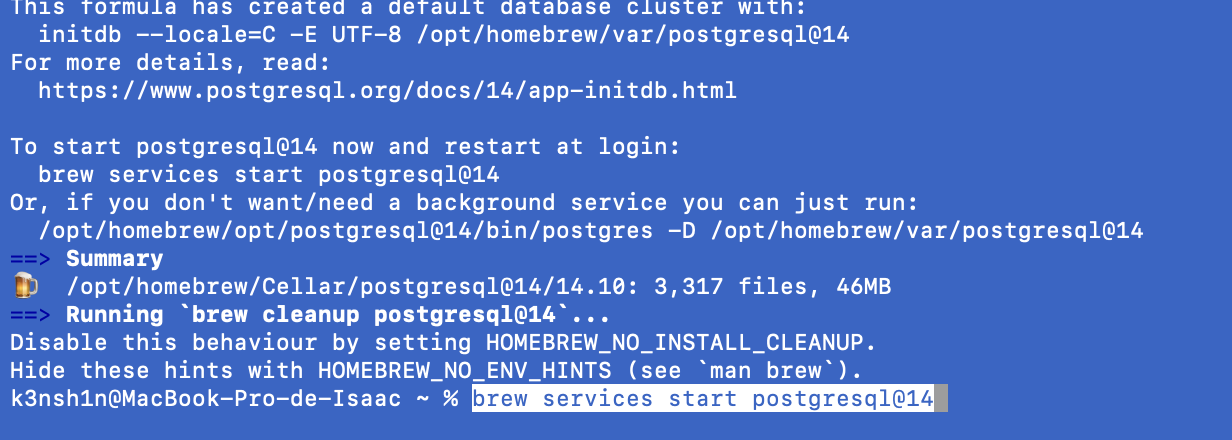 This formula has created a default database cluster with:
  initdb --locale=C -E UTF-8 /opt/homebrew/var/postgresql@14
For more details, read:
  https://www.postgresql.org/docs/14/app-initdb.html

To start postgresql@14 now and restart at login:
  brew services start postgresql@14
Or, if you don't want/need a background service you can just run:
  /opt/homebrew/opt/postgresql@14/bin/postgres -D /opt/homebrew/var/postgresql@14
==> Summary
🍺  /opt/homebrew/Cellar/postgresql@14/14.10: 3,317 files, 46MB
==> Running `brew cleanup postgresql@14`...
Disable this behaviour by setting HOMEBREW_NO_INSTALL_CLEANUP.
Hide these hints with HOMEBREW_NO_ENV_HINTS (see `man brew`).
k3nsh1n@MacBook-Pro-de-Isaac ~ % brew services start postgresql@14